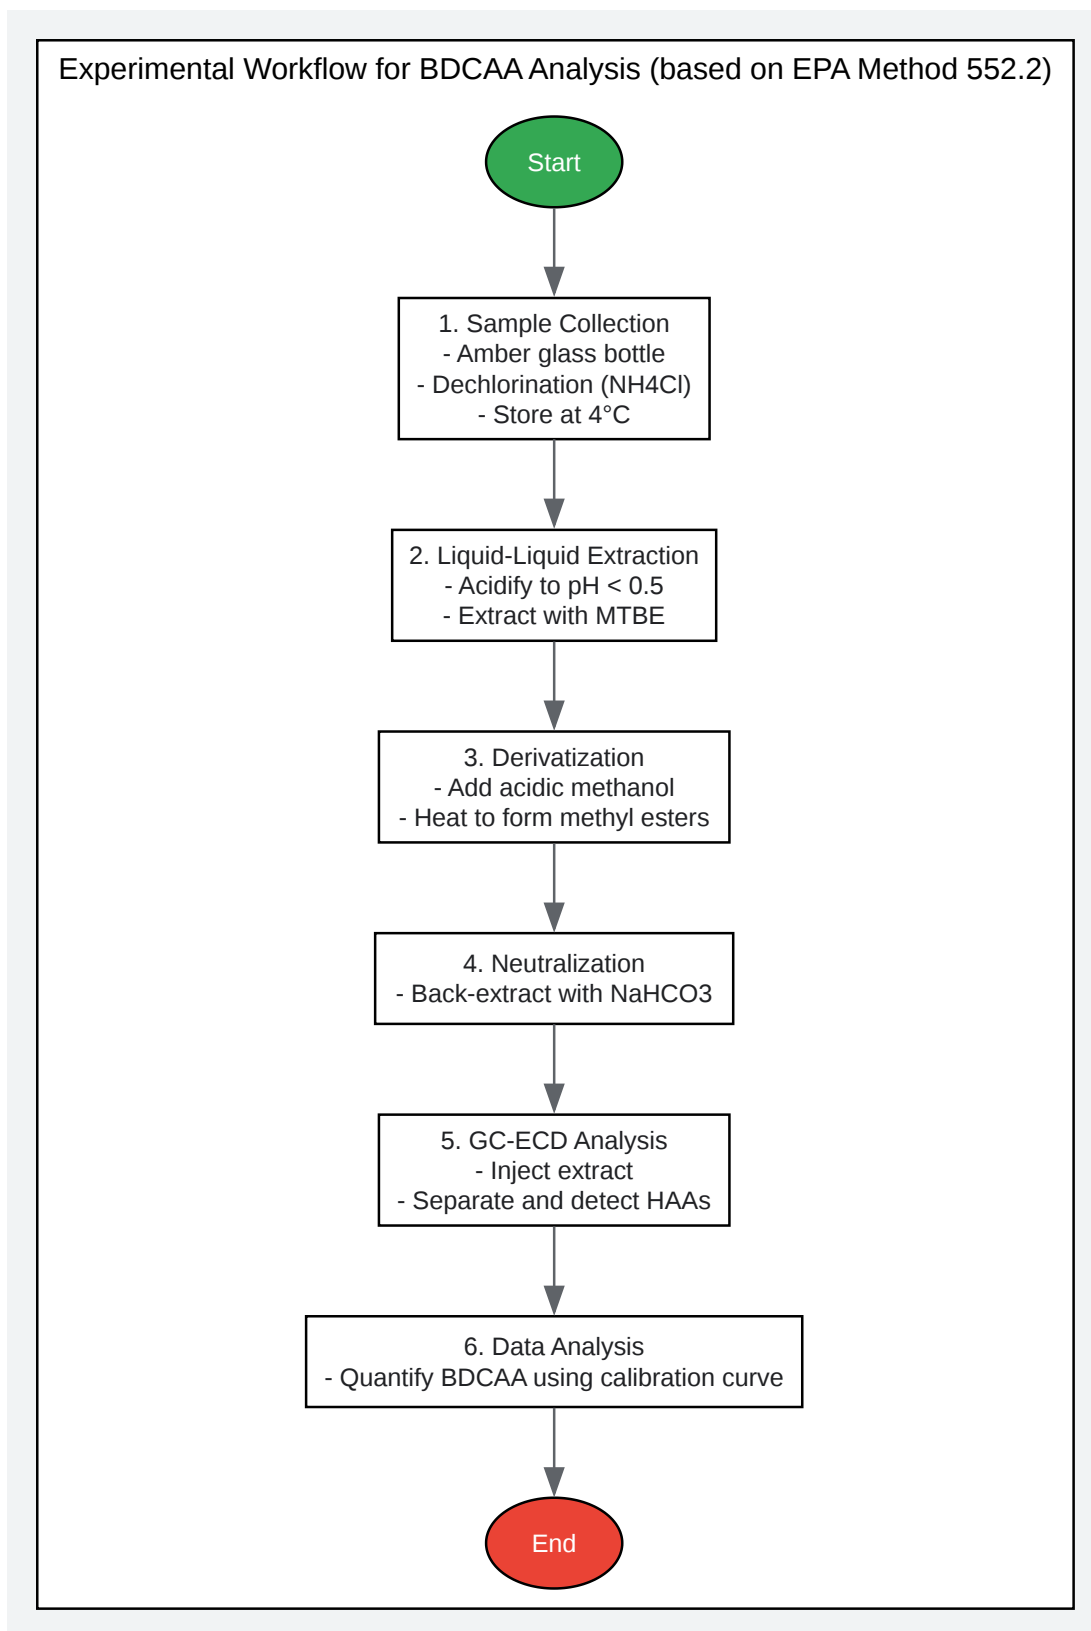 Experimental Workflow for BDCAA Analysis (based on EPA Method 552.2)
Start
1. Sample Collection
- Amber glass bottle
- Dechlorination (NH4Cl)
- Store at 4°C
2. Liquid-Liquid Extraction
- Acidify to pH < 0.5
- Extract with MTBE
3. Derivatization
- Add acidic methanol
- Heat to form methyl esters
4. Neutralization
- Back-extract with NaHCO3
5. GC-ECD Analysis
- Inject extract
- Separate and detect HAAs
6. Data Analysis
- Quantify BDCAA using calibration curve
End